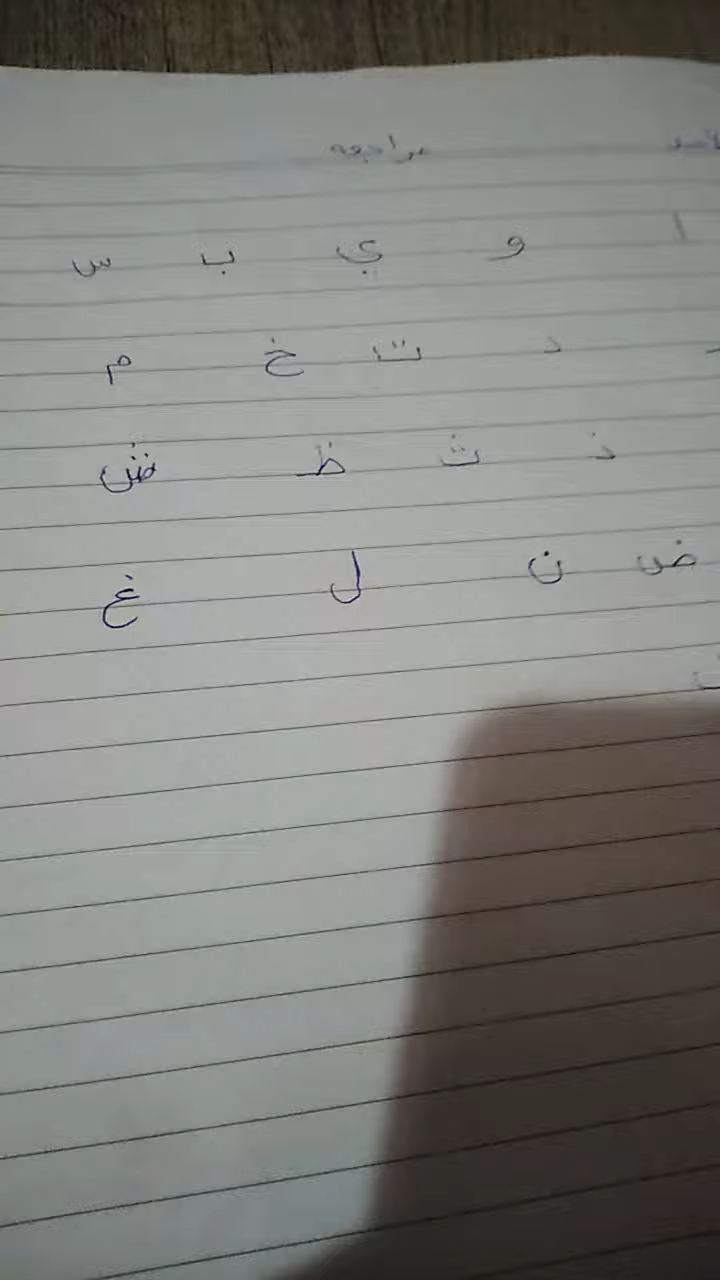 مراجعه
ا و ي ب س
د ت خ م
ذ ث ظ ش
ض ن ل غ